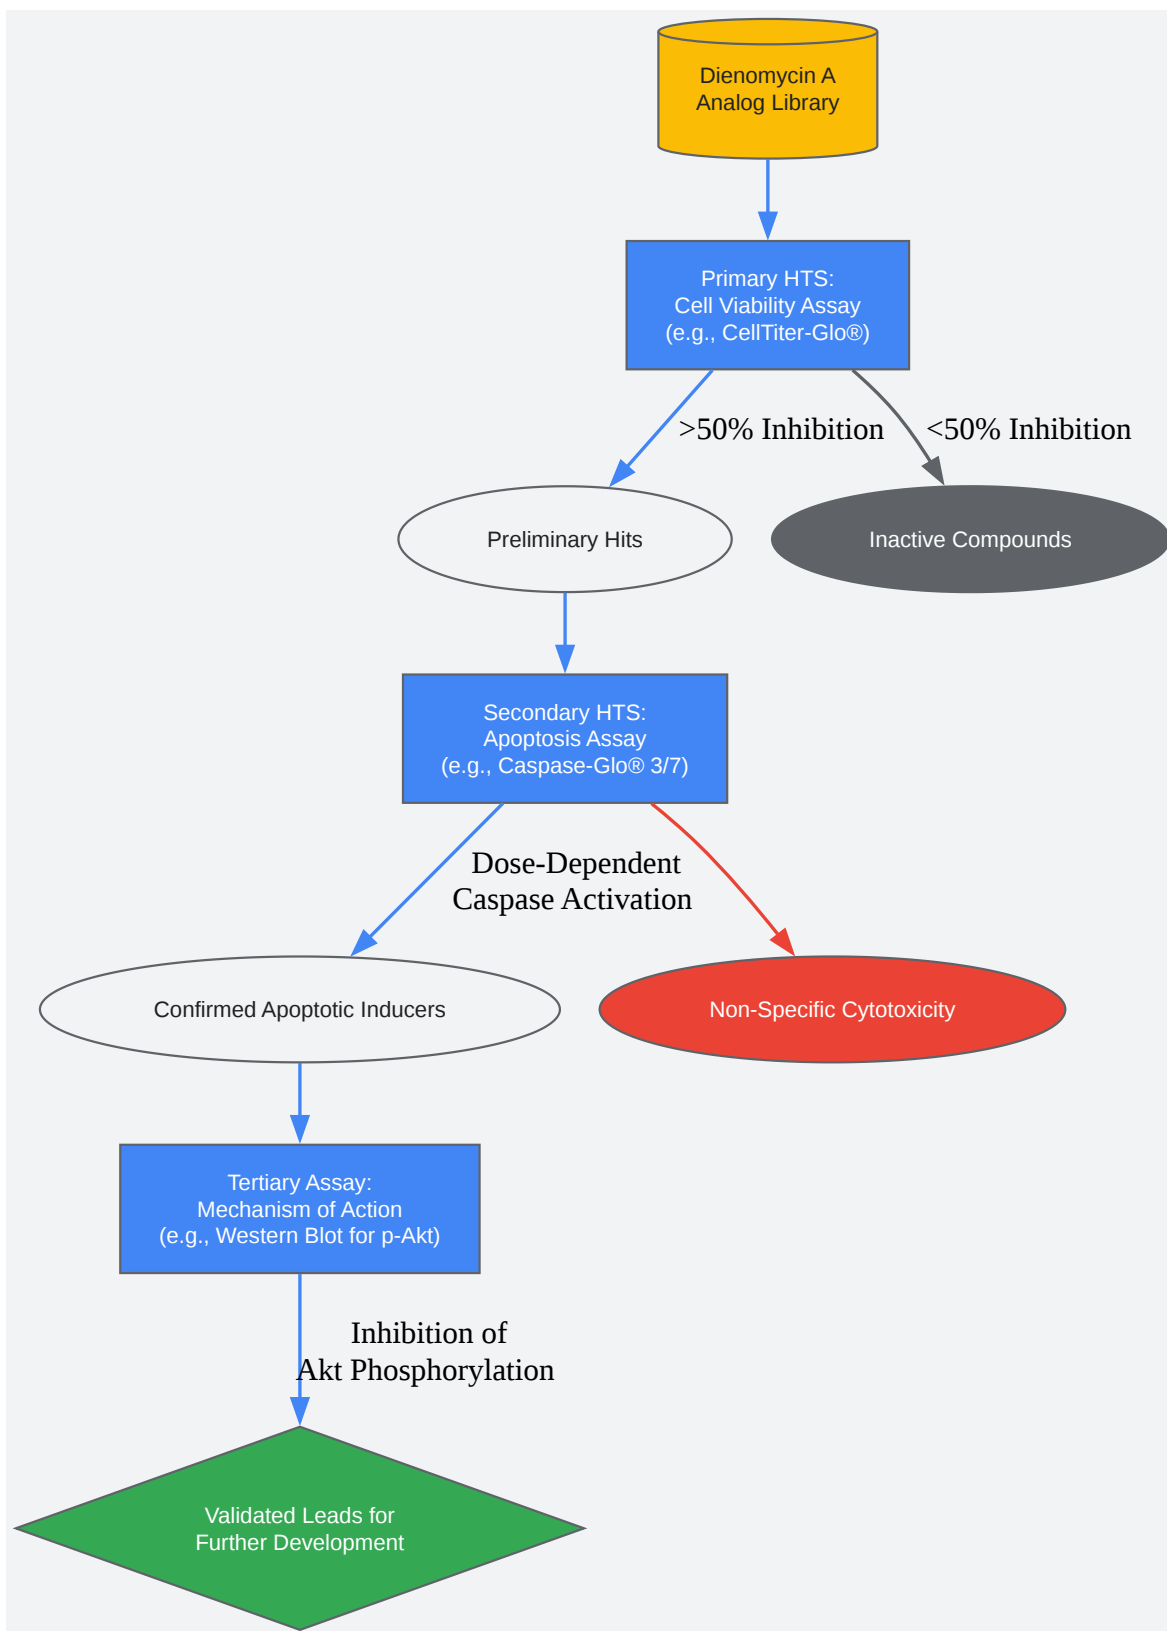 Dienomycin A
Analog Library
Primary HTS:
Cell Viability Assay
(e.g., CellTiter-Glo®)
>50% Inhibition
<50% Inhibition
Preliminary Hits
Inactive Compounds
Secondary HTS:
Apoptosis Assay
(e.g., Caspase-Glo® 3/7)
Dose-Dependent
Caspase Activation
Confirmed Apoptotic Inducers
Non-Specific Cytotoxicity
Tertiary Assay:
Mechanism of Action
(e.g., Western Blot for p-Akt)
Inhibition of
Akt Phosphorylation
Validated Leads for
Further Development